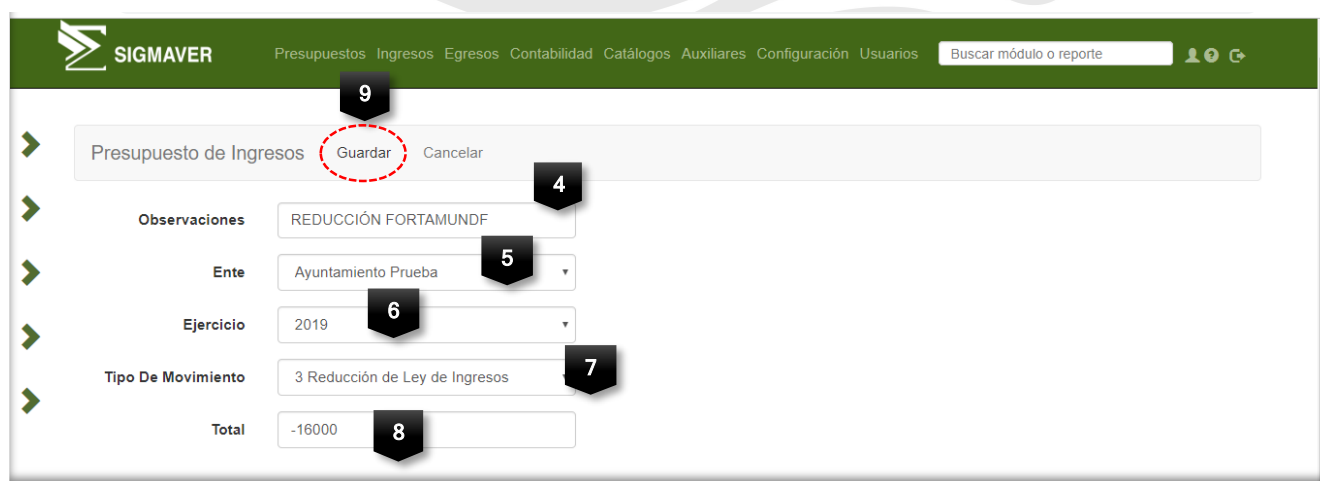 SIGMAVER Presupuestos Ingresos Egresos Contabilidad Catálogos Auxiliares Configuración Usuarios Buscar módulo o reporte
9
Presupuesto de Ingresos Guardar Cancelar
4
Observaciones REDUCCIÓN FORTAMUNDF
5
Ente Ayuntamiento Prueba
6
Ejercicio 2019
7
Tipo De Movimiento 3 Reducción de Ley de Ingresos
Total -16000 8